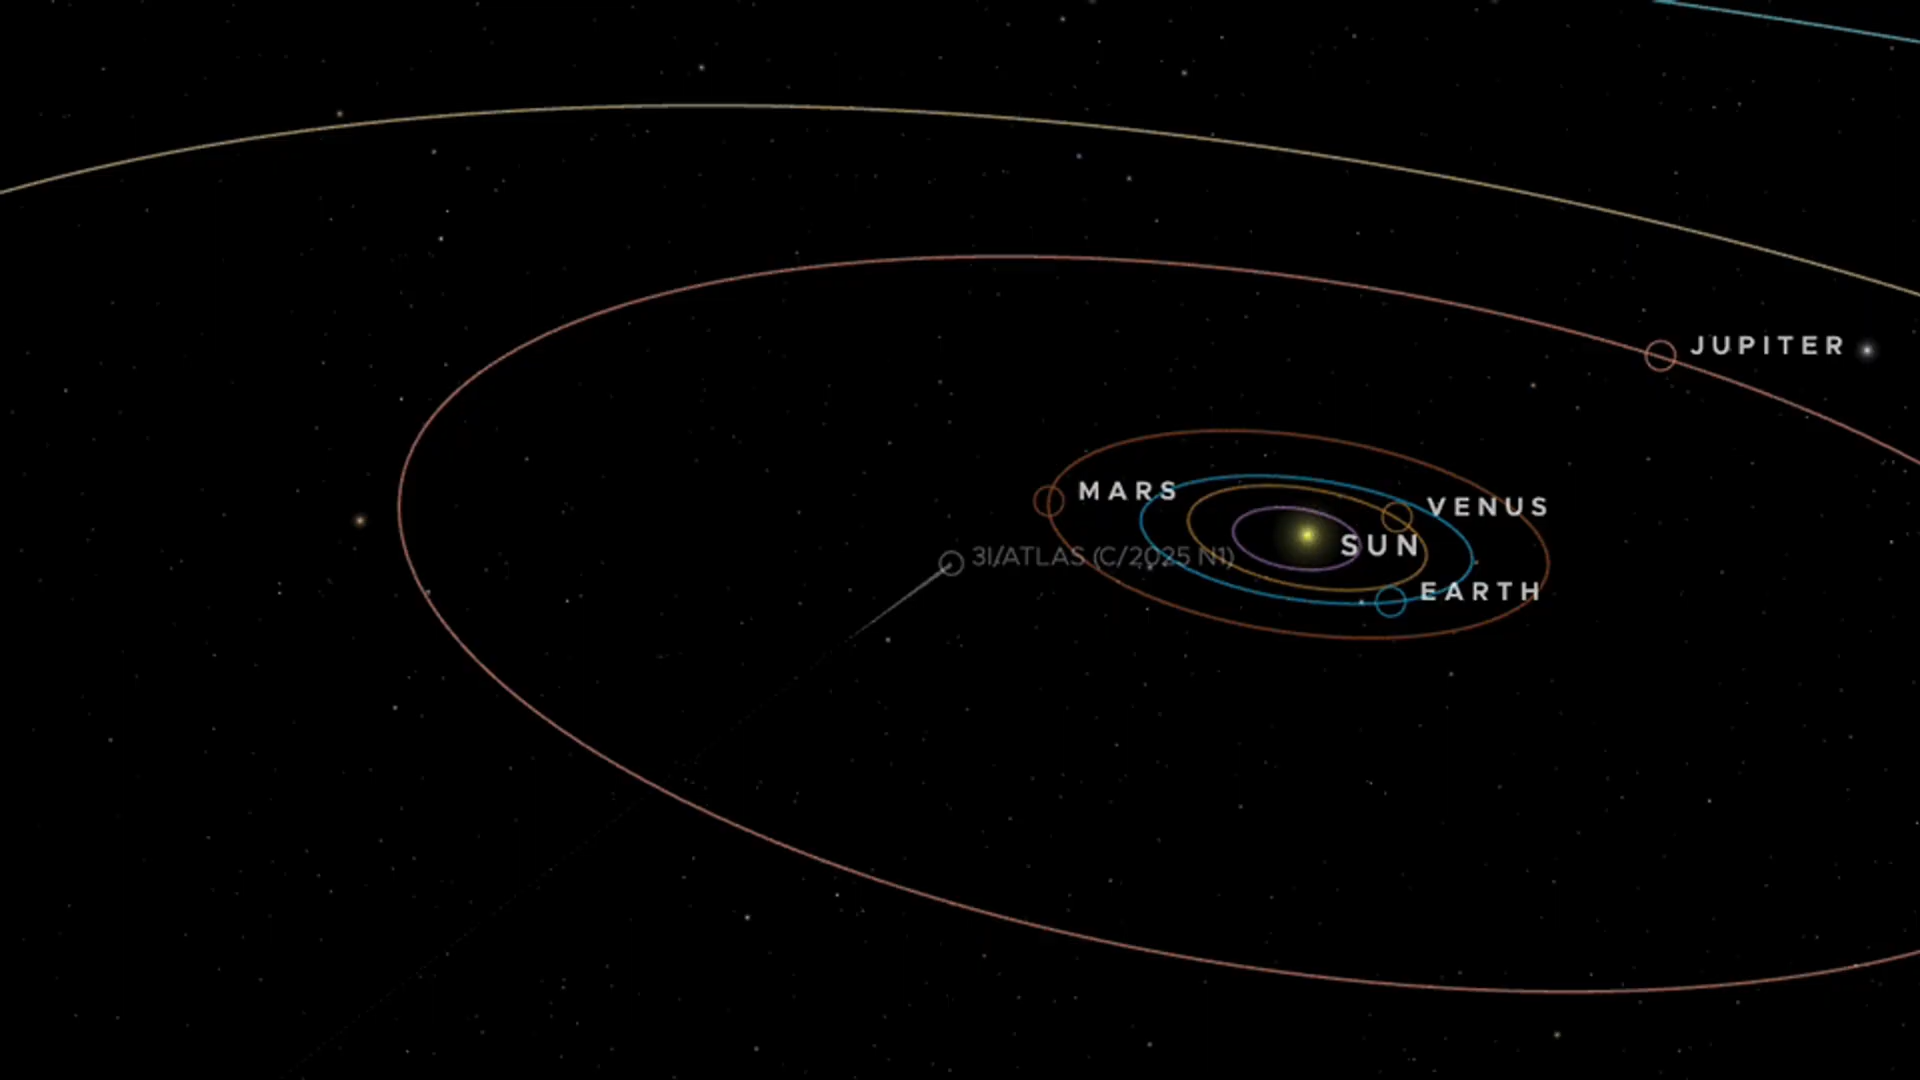 JUPITER
MARS
VENUS
SUN
3I/ATLAS (C/2025 N1)
EARTH